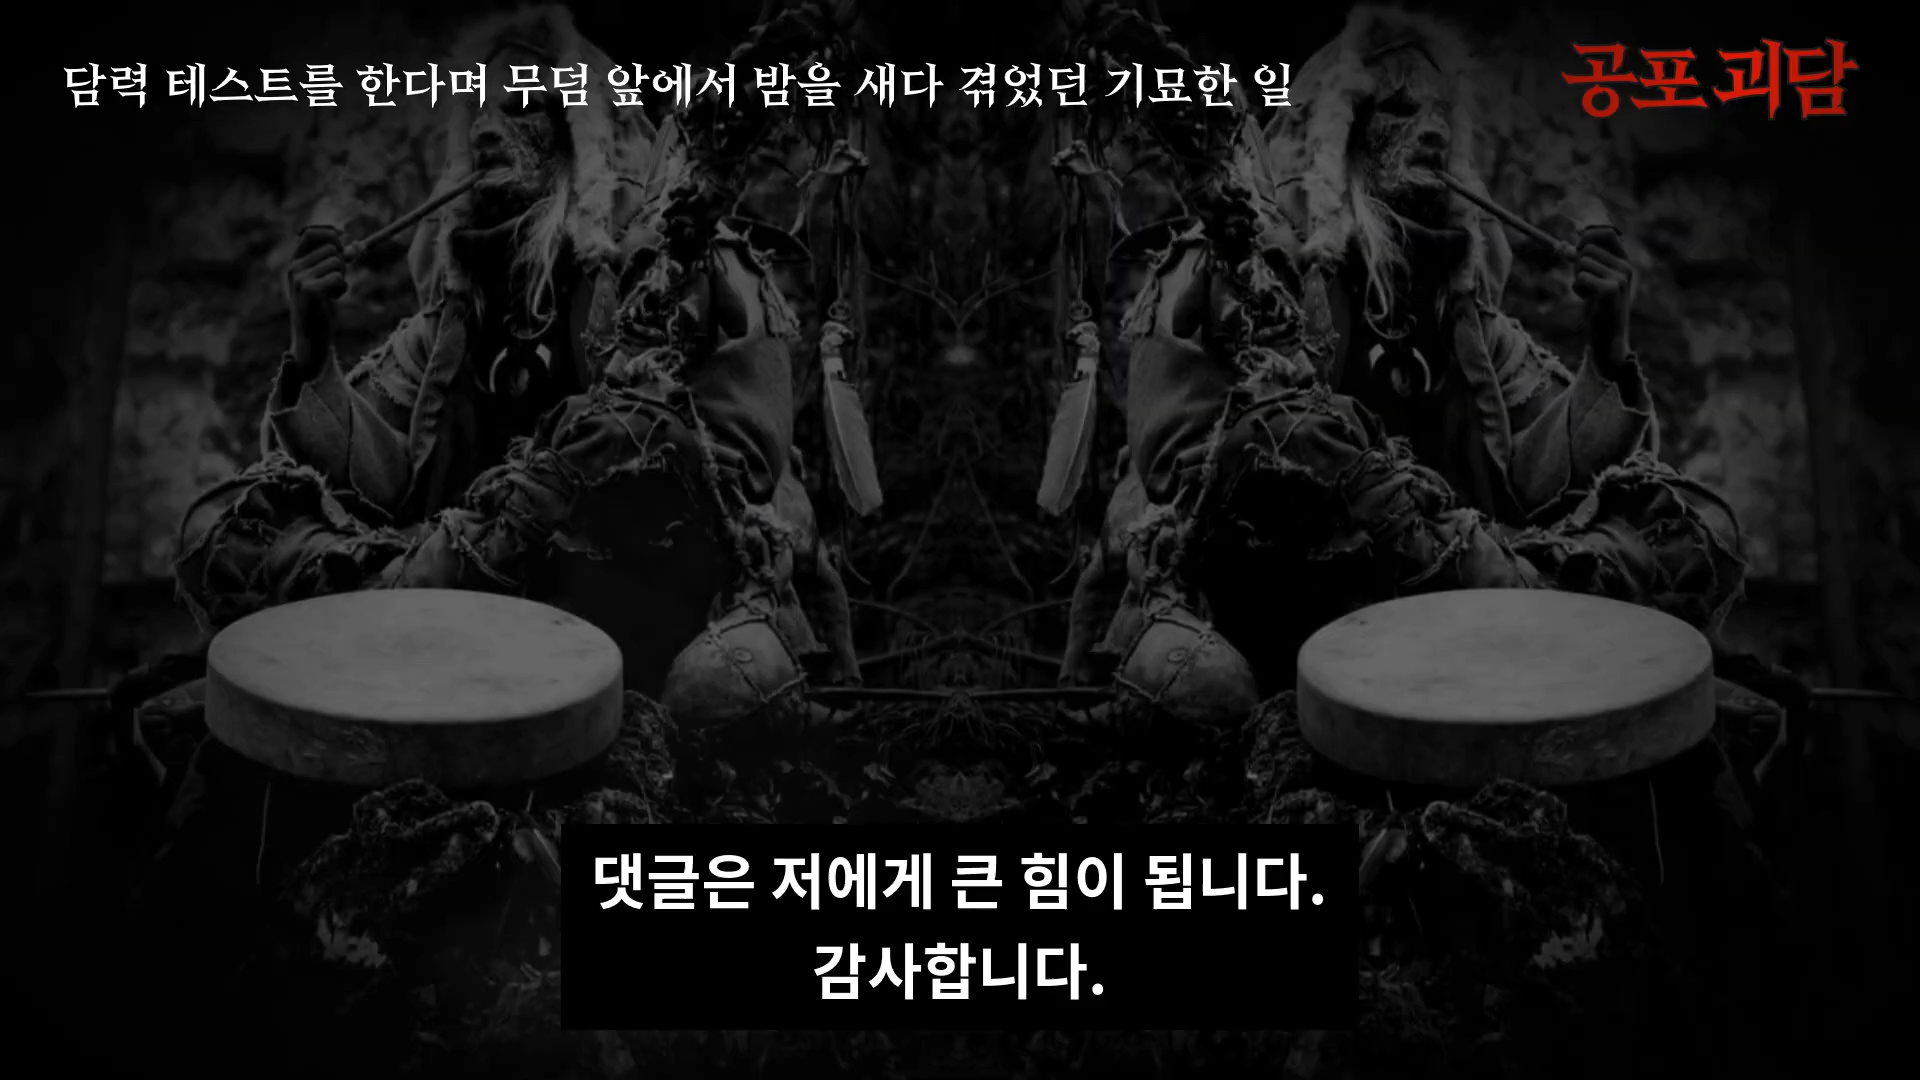 담력 테스트를 한다며 무덤 앞에서 밤을 새다 겪었던 기묘한 일
공포 괴담
댓글은 저에게 큰 힘이 됩니다.
감사합니다.